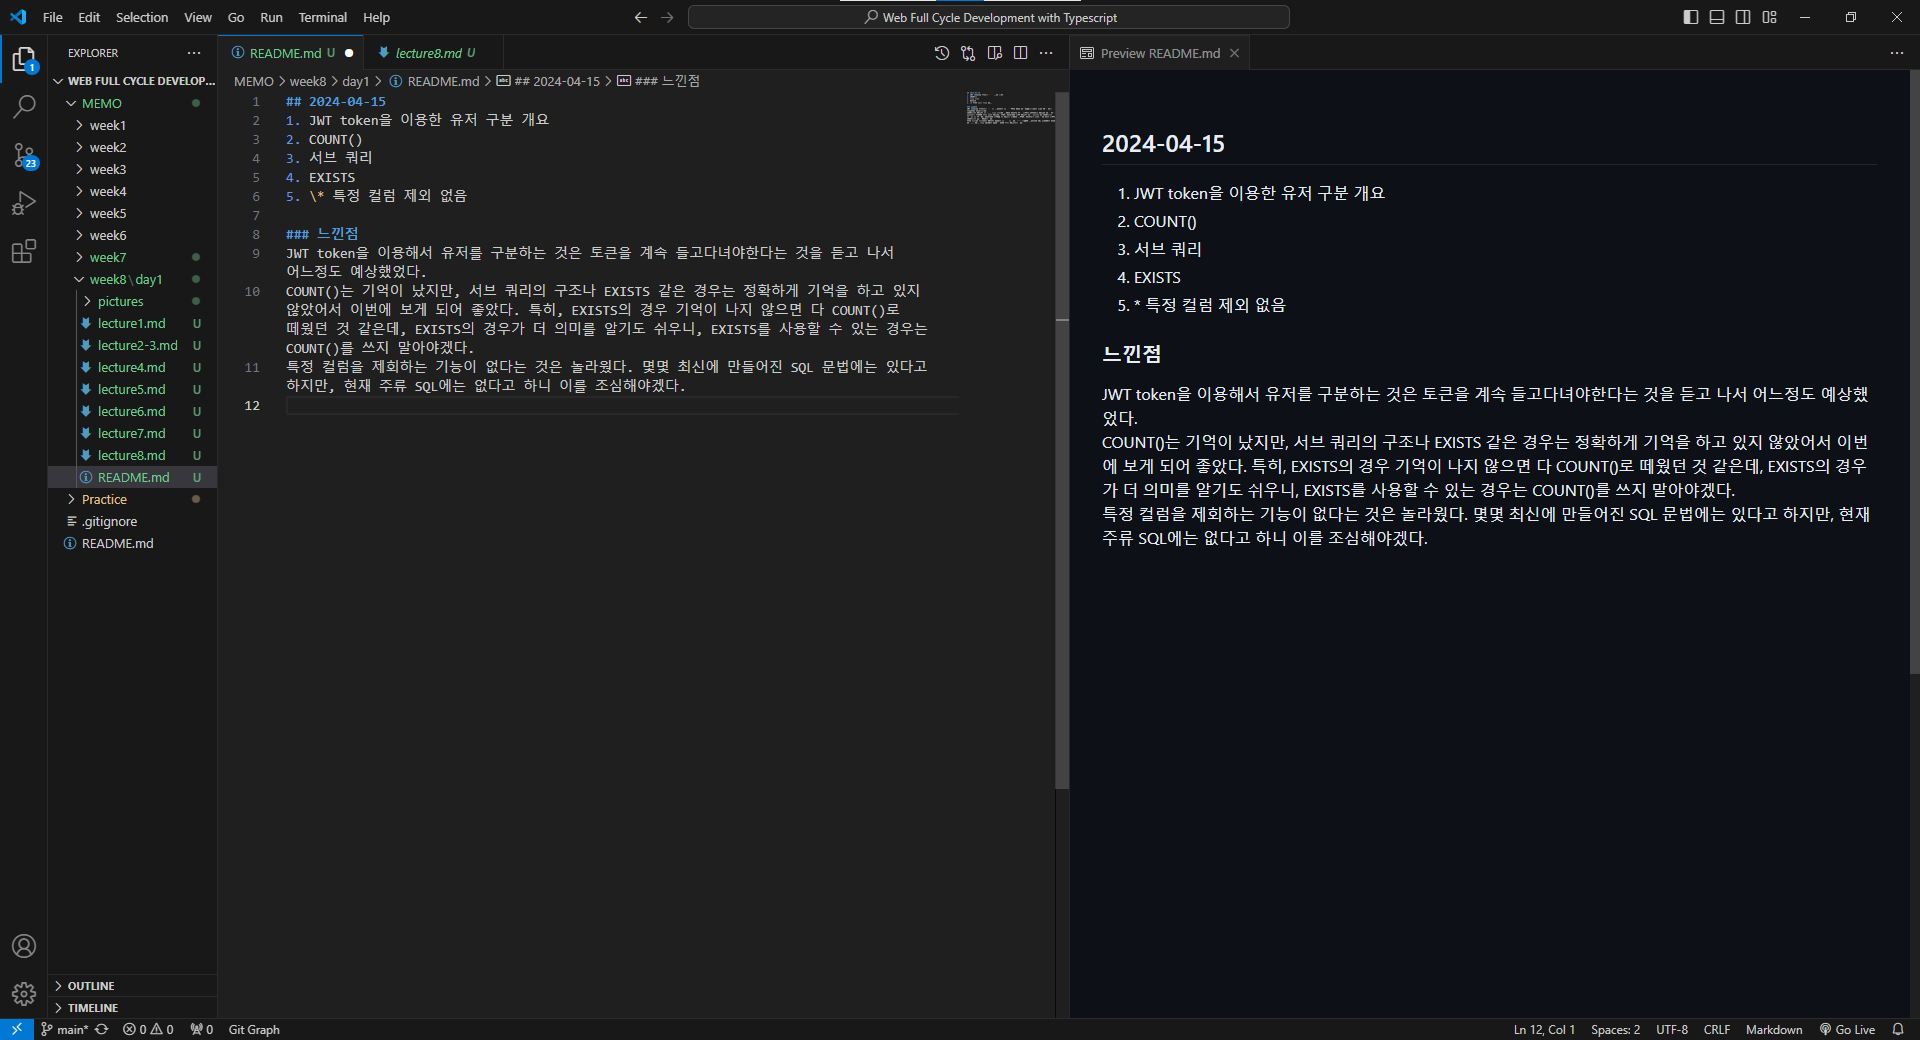 File Edit Selection View Go Run Terminal Help
Web Full Cycle Development with Typescript
EXPLORER
WEB FULL CYCLE DEVELOP...
MEMO
week1
week2
week3
week4
week5
week6
week7
week8\day1
pictures
lecture1.md U
lecture2-3.md U
lecture4.md U
lecture5.md U
lecture6.md U
lecture7.md U
lecture8.md U
README.md U
Practice
.gitignore
README.md
OUTLINE
TIMELINE
1
23
README.md U
lecture8.md U
MEMO > week8 > day1 > README.md > ## 2024-04-15 > ### 느낀점
1 ## 2024-04-15
2 1. JWT token을 이용한 유저 구분 개요
3 2. COUNT()
4 3. 서브 쿼리
5 4. EXISTS
6 5. \* 특정 컬럼 제외 없음
7
8 ### 느낀점
9 JWT token을 이용해서 유저를 구분하는 것은 토큰을 계속 들고다녀야한다는 것을 듣고 나서
어느정도 예상했었다.
10 COUNT()는 기억이 났지만, 서브 쿼리의 구조나 EXISTS 같은 경우는 정확하게 기억을 하고 있지
않았어서 이번에 보게 되어 좋았다. 특히, EXISTS의 경우 기억이 나지 않으면 다 COUNT()로
떼웠던 것 같은데, EXISTS의 경우가 더 의미를 알기도 쉬우니, EXISTS를 사용할 수 있는 경우는
COUNT()를 쓰지 말아야겠다.
11 특정 컬럼을 제회하는 기능이 없다는 것은 놀라웠다. 몇몇 최신에 만들어진 SQL 문법에는 있다고
하지만, 현재 주류 SQL에는 없다고 하니 이를 조심해야겠다.
12
Preview README.md
2024-04-15
1. JWT token을 이용한 유저 구분 개요
2. COUNT()
3. 서브 쿼리
4. EXISTS
5. * 특정 컬럼 제외 없음
느낀점
JWT token을 이용해서 유저를 구분하는 것은 토큰을 계속 들고다녀야한다는 것을 듣고 나서 어느정도 예상했
었다.
COUNT()는 기억이 났지만, 서브 쿼리의 구조나 EXISTS 같은 경우는 정확하게 기억을 하고 있지 않았어서 이번
에 보게 되어 좋았다. 특히, EXISTS의 경우 기억이 나지 않으면 다 COUNT()로 떼웠던 것 같은데, EXISTS의 경우
가 더 의미를 알기도 쉬우니, EXISTS를 사용할 수 있는 경우는 COUNT()를 쓰지 말아야겠다.
특정 컬럼을 제회하는 기능이 없다는 것은 놀라웠다. 몇몇 최신에 만들어진 SQL 문법에는 있다고 하지만, 현재
주류 SQL에는 없다고 하니 이를 조심해야겠다.
main* 0 0 0 Git Graph
Ln 12, Col 1 Spaces: 2 UTF-8 CRLF Markdown Go Live